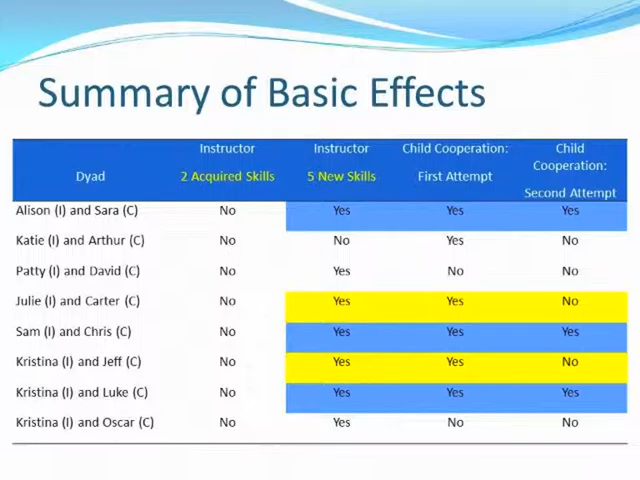 Summary of Basic Effects
Dyad
Instructor
2 Acquired Skills
Instructor
5 New Skills
Child Cooperation:
First Attempt
Child
Cooperation:
Second Attempt
Alison (I) and Sara (C) No Yes Yes Yes
Katie (I) and Arthur (C) No No Yes No
Patty (I) and David (C) No Yes No No
Julie (I) and Carter (C) No Yes Yes No
Sam (I) and Chris (C) No Yes Yes Yes
Kristina (I) and Jeff (C) No Yes Yes No
Kristina (I) and Luke (C) No Yes Yes Yes
Kristina (I) and Oscar (C) No Yes No No